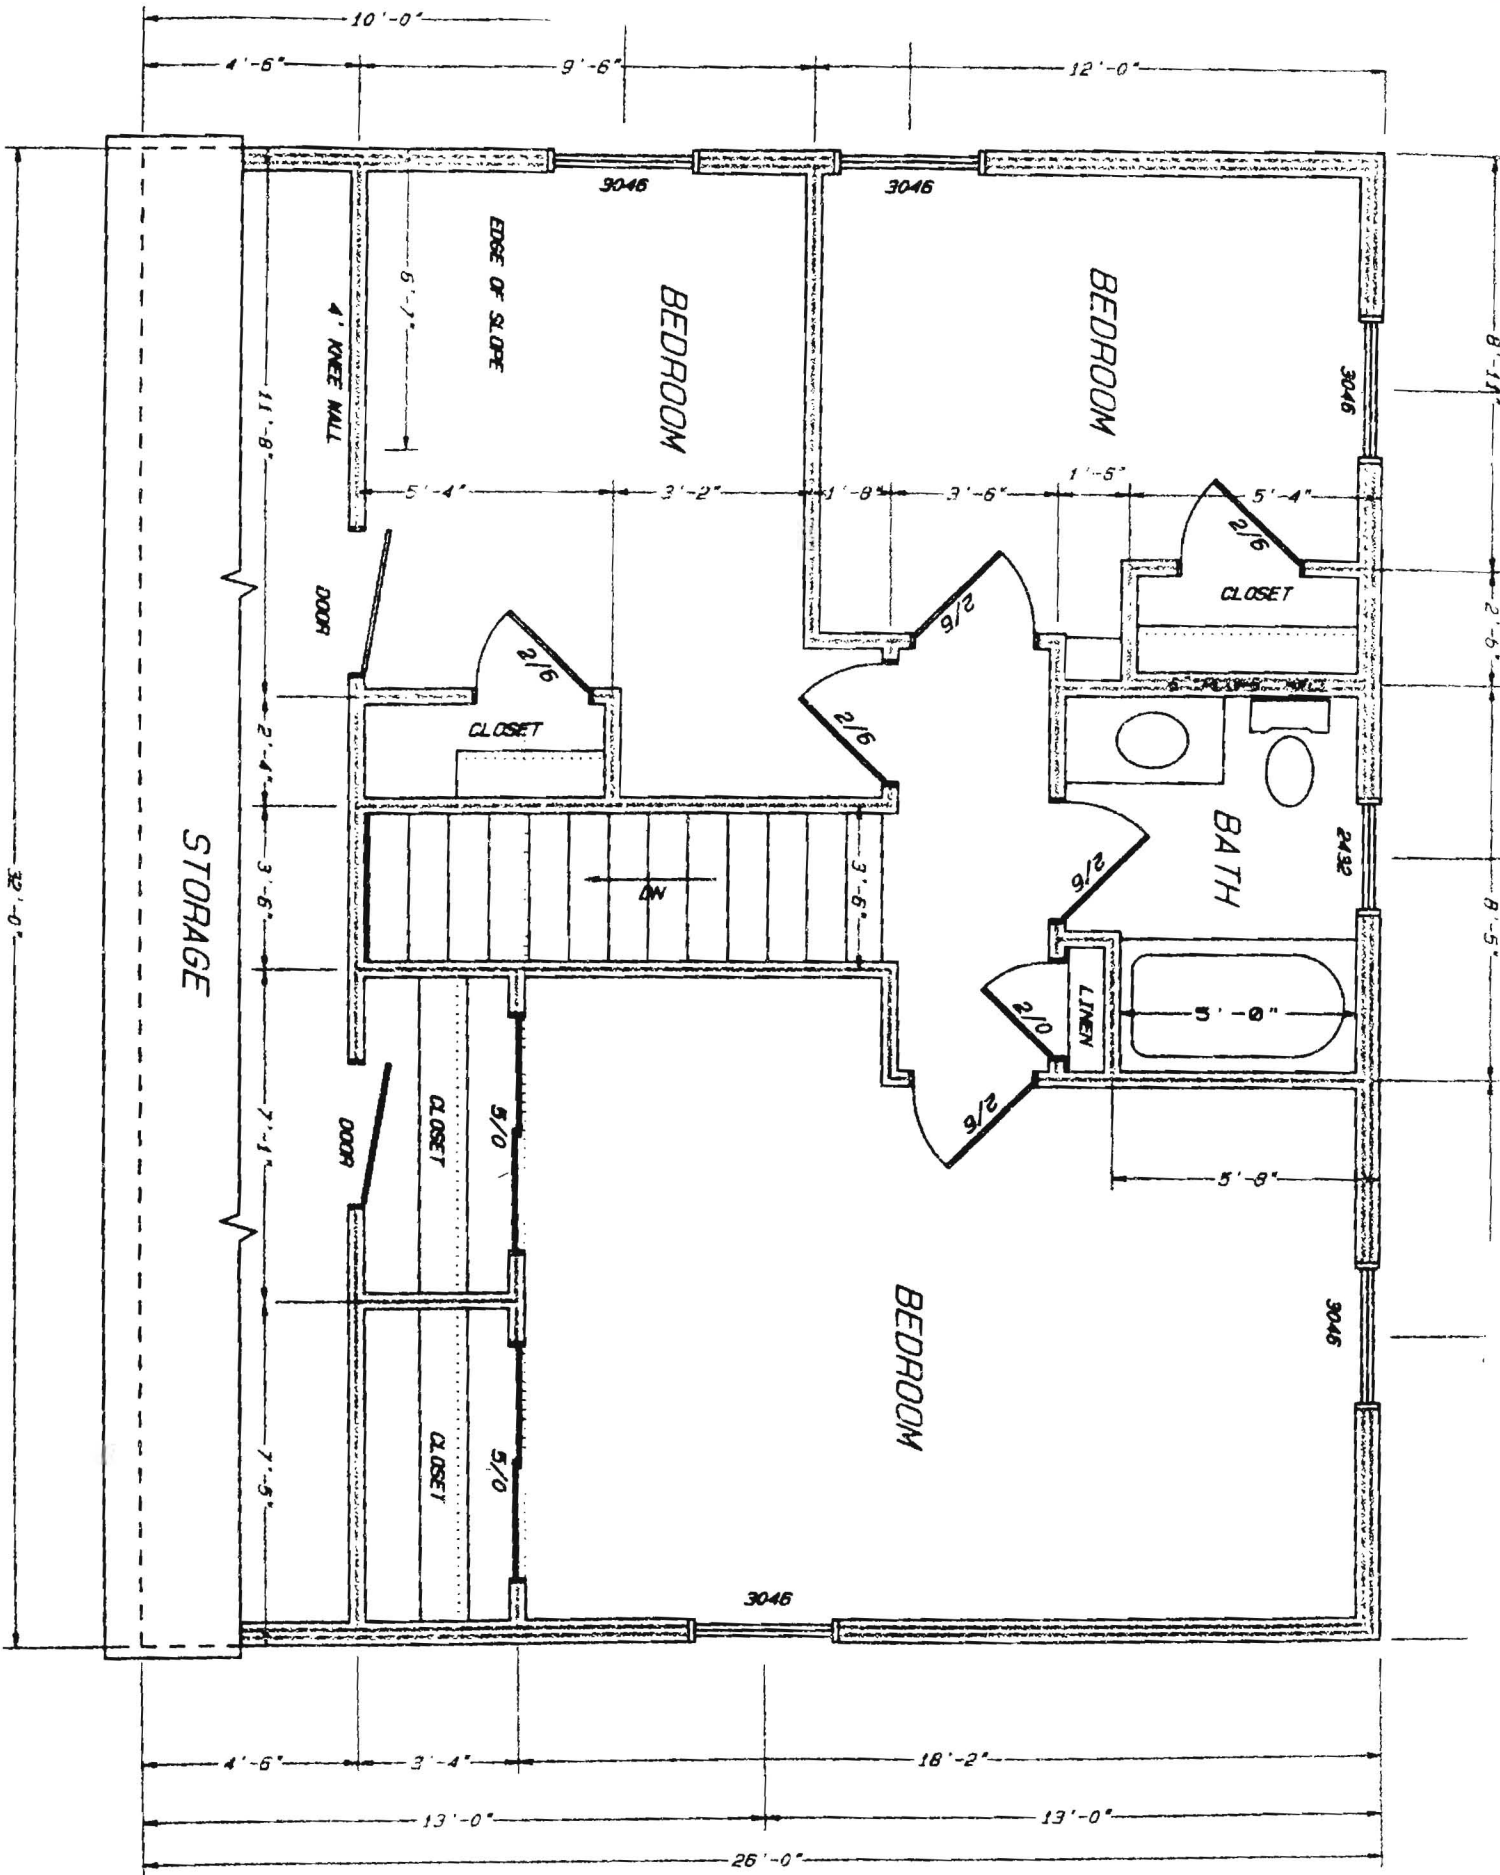 10'-0"
4'-6"
9'-6"
12'-0"
3046
3046
8'-11"
EDGE OF SLOPE
BEDROOM
BEDROOM
4' KNEE WALL
3046
11'-8"
5'-4"
3'-2"
1'-8"
3'-6"
5'-4"
2/6
CLOSET
2'-6"
DOOR
2/6
2/6
2/6
CLOSET
2'-4"
STORAGE
3'-6"
DN
3'-6"
2/6
BATH
2432
8'-5"
32'-0"
LINEN
2/0
5'-0"
DOOR
7'-1"
CLOSET
5/0
2/6
5'-8"
BEDROOM
3046
7'-6"
CLOSET
5/0
3046
4'-6"
3'-4"
18'-2"
13'-0"
13'-0"
26'-0"